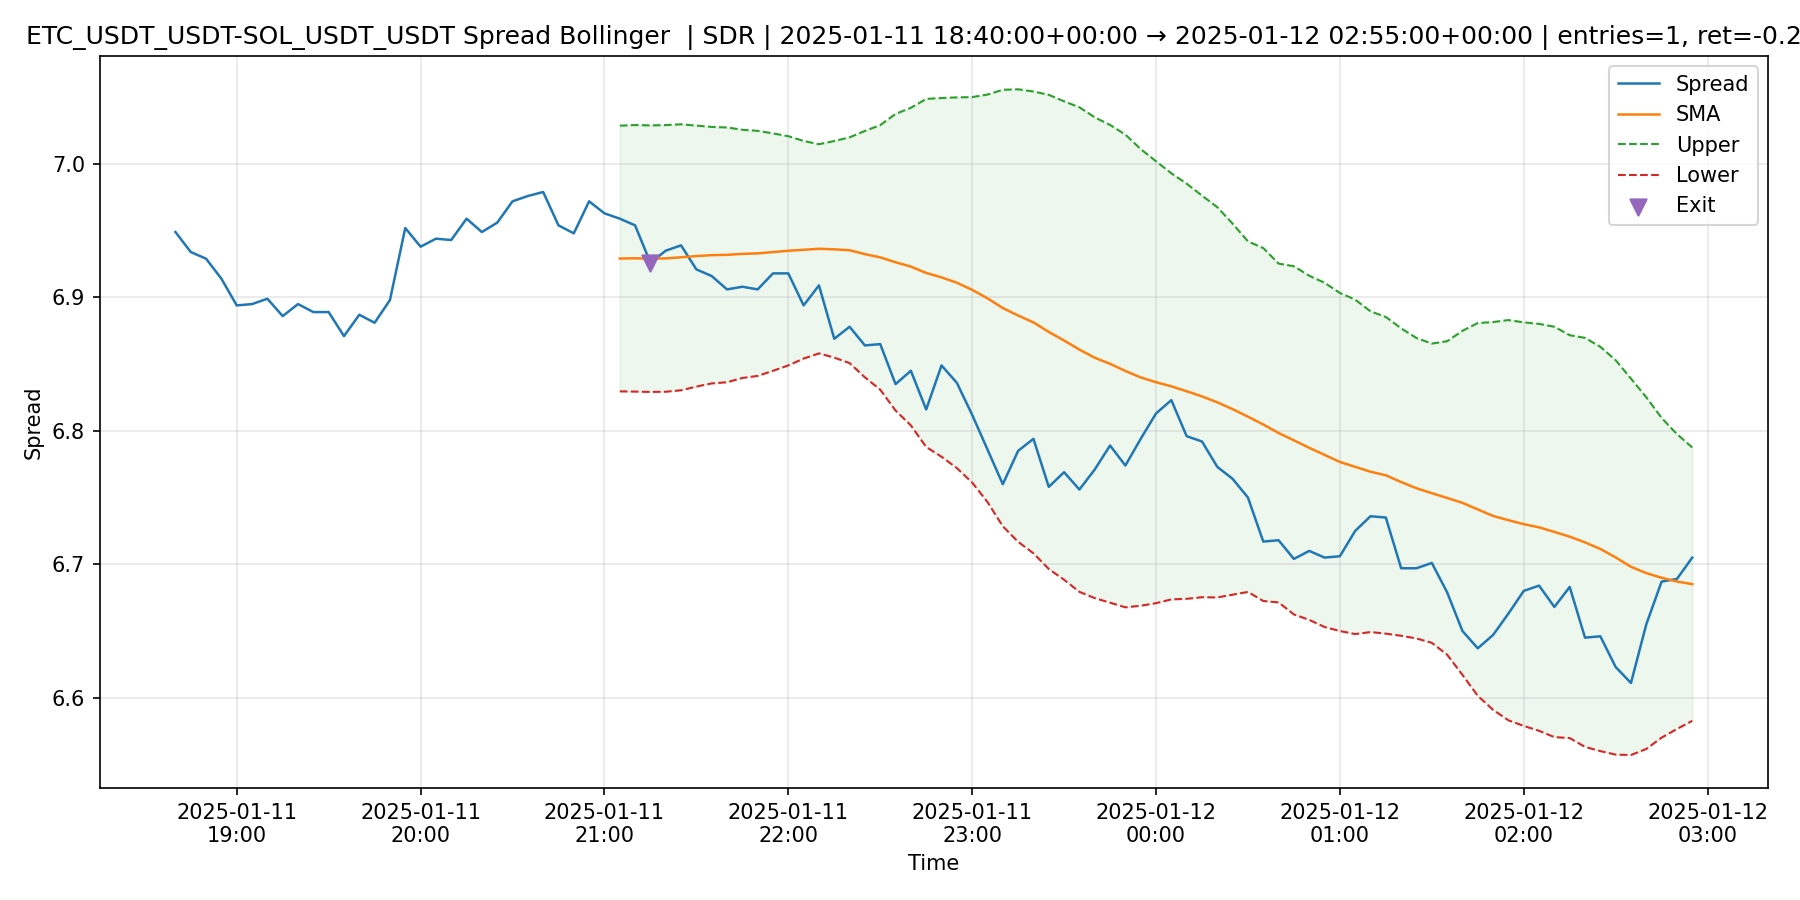 ETC_USDT_USDT-SOL_USDT_USDT Spread Bollinger | SDR | 2025-01-11 18:40:00+00:00 → 2025-01-12 02:55:00+00:00 | entries=1, ret=-0.2
Spread
SMA
Upper
Lower
Exit
7.0
6.9
6.8
6.7
6.6
Spread
2025-01-11 2025-01-11 2025-01-11 2025-01-11 2025-01-11 2025-01-12 2025-01-12 2025-01-12 2025-01-12
19:00 20:00 21:00 22:00 23:00 00:00 01:00 02:00 03:00
Time